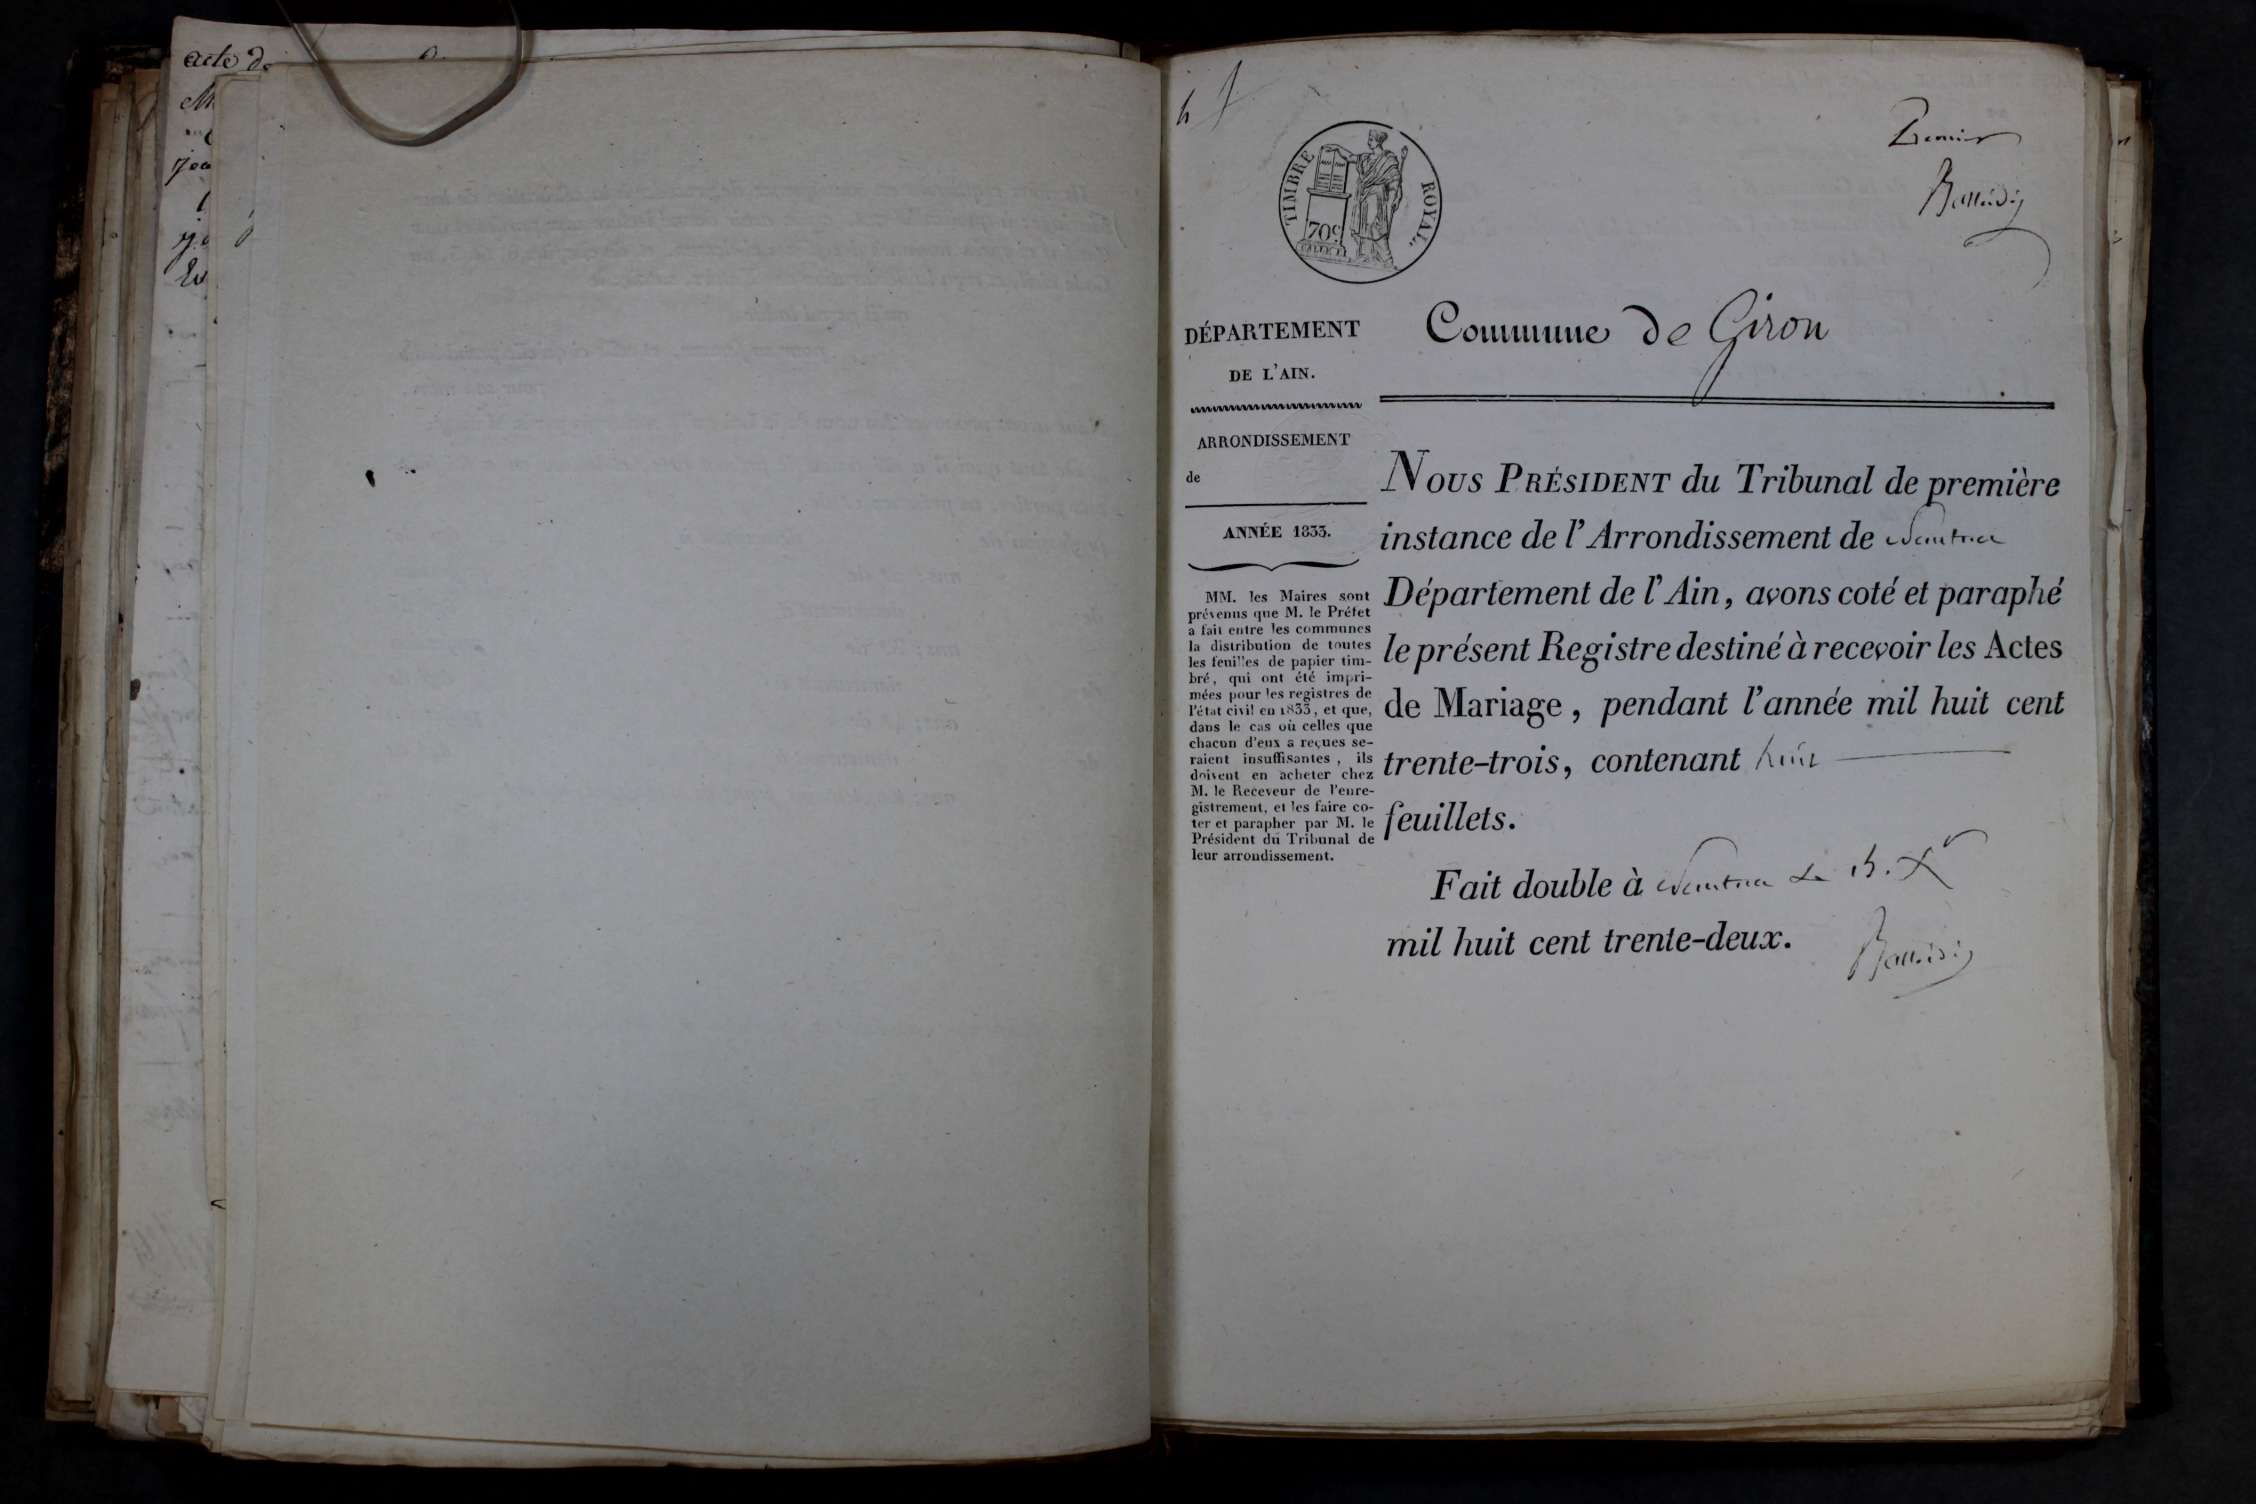 acte de
TIMBRE ROYAL.
70c
Premier
Commune de Giron
DÉPARTEMENT
DE L'AIN.
ARRONDISSEMENT
de
ANNÉE 1833.
MM. les Maires sont
prévenus que M. le Préfet
a fait entre les communes
la distribution de toutes
les feuilles de papier tim-
bré, qui ont été impri-
mées pour les registres de
l'état civil en 1833, et que,
dans le cas où celles que
chacun d'eux a reçues se-
raient insuffisantes, ils
doivent en acheter chez
M. le Receveur de l'enre-
gistrement, et les faire co-
ter et parapher par M. le
Président du Tribunal de
leur arrondissement.
NOUS PRÉSIDENT du Tribunal de première
instance de l'Arrondissement de Nantua
Département de l'Ain, avons coté et paraphé
le présent Registre destiné à recevoir les Actes
de Mariage, pendant l'année mil huit cent
trente-trois, contenant huit
feuillets.
Fait double à Nantua Le 15. Xr
mil huit cent trente-deux.